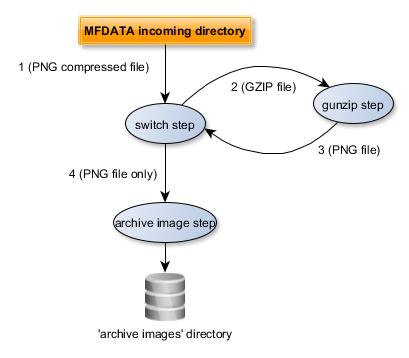 MFDATA incoming directory
1 (PNG compressed file)
2 (GZIP file)
gunzip step
switch step
3 (PNG file)
4 (PNG file only)
archive image step
'archive images' directory